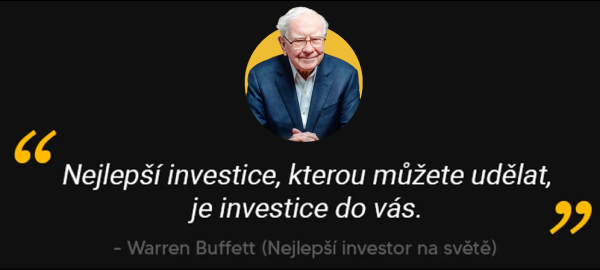 “
Nejlepší investice, kterou můžete udělat,
je investice do vás.
”
- Warren Buffett (Nejlepší investor na světě)